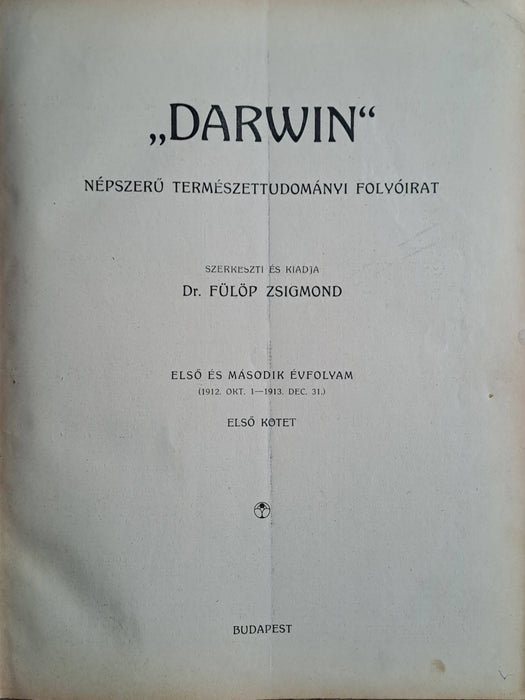 „DARWIN“
NÉPSZERŰ TERMÉSZETTUDOMÁNYI FOLYÓIRAT
SZERKESZTI ÉS KIADJA
Dr. FÜLÖP ZSIGMOND
ELSŐ ÉS MÁSODIK ÉVFOLYAM
(1912. OKT. 1—1913. DEC. 31.)
ELSŐ KÖTET
BUDAPEST